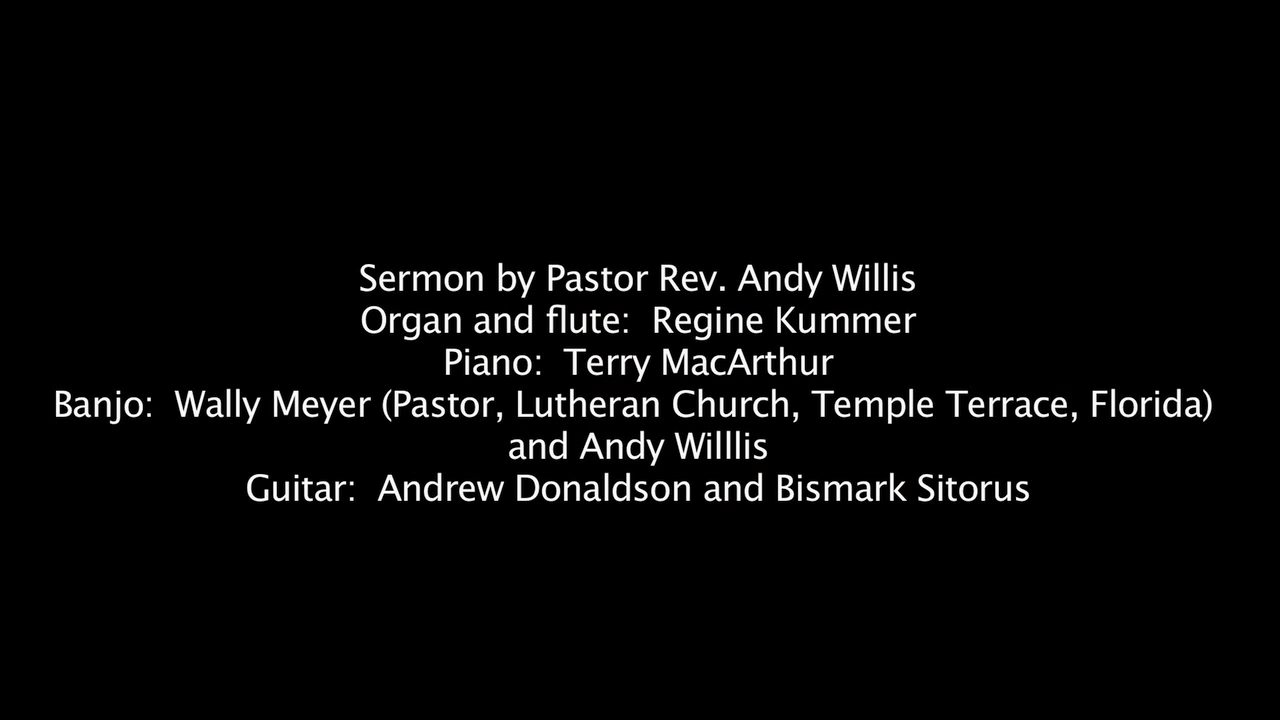 Sermon by Pastor Rev. Andy Willis
Organ and flute:  Regine Kummer
Piano:  Terry MacArthur
Banjo:  Wally Meyer (Pastor, Lutheran Church, Temple Terrace, Florida)
and Andy Willlis
Guitar:  Andrew Donaldson and Bismark Sitorus